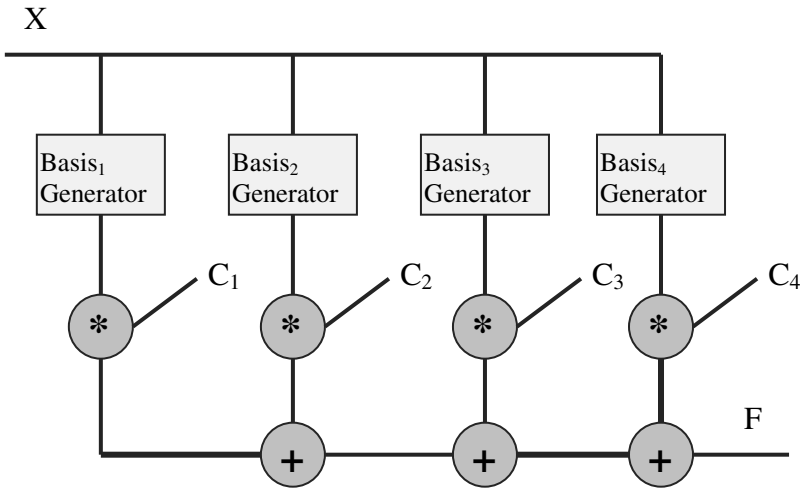 X
Basis₁
Generator
Basis₂
Generator
Basis₃
Generator
Basis₄
Generator
C₁
C₂
C₃
C₄
*
*
*
*
F
+
+
+